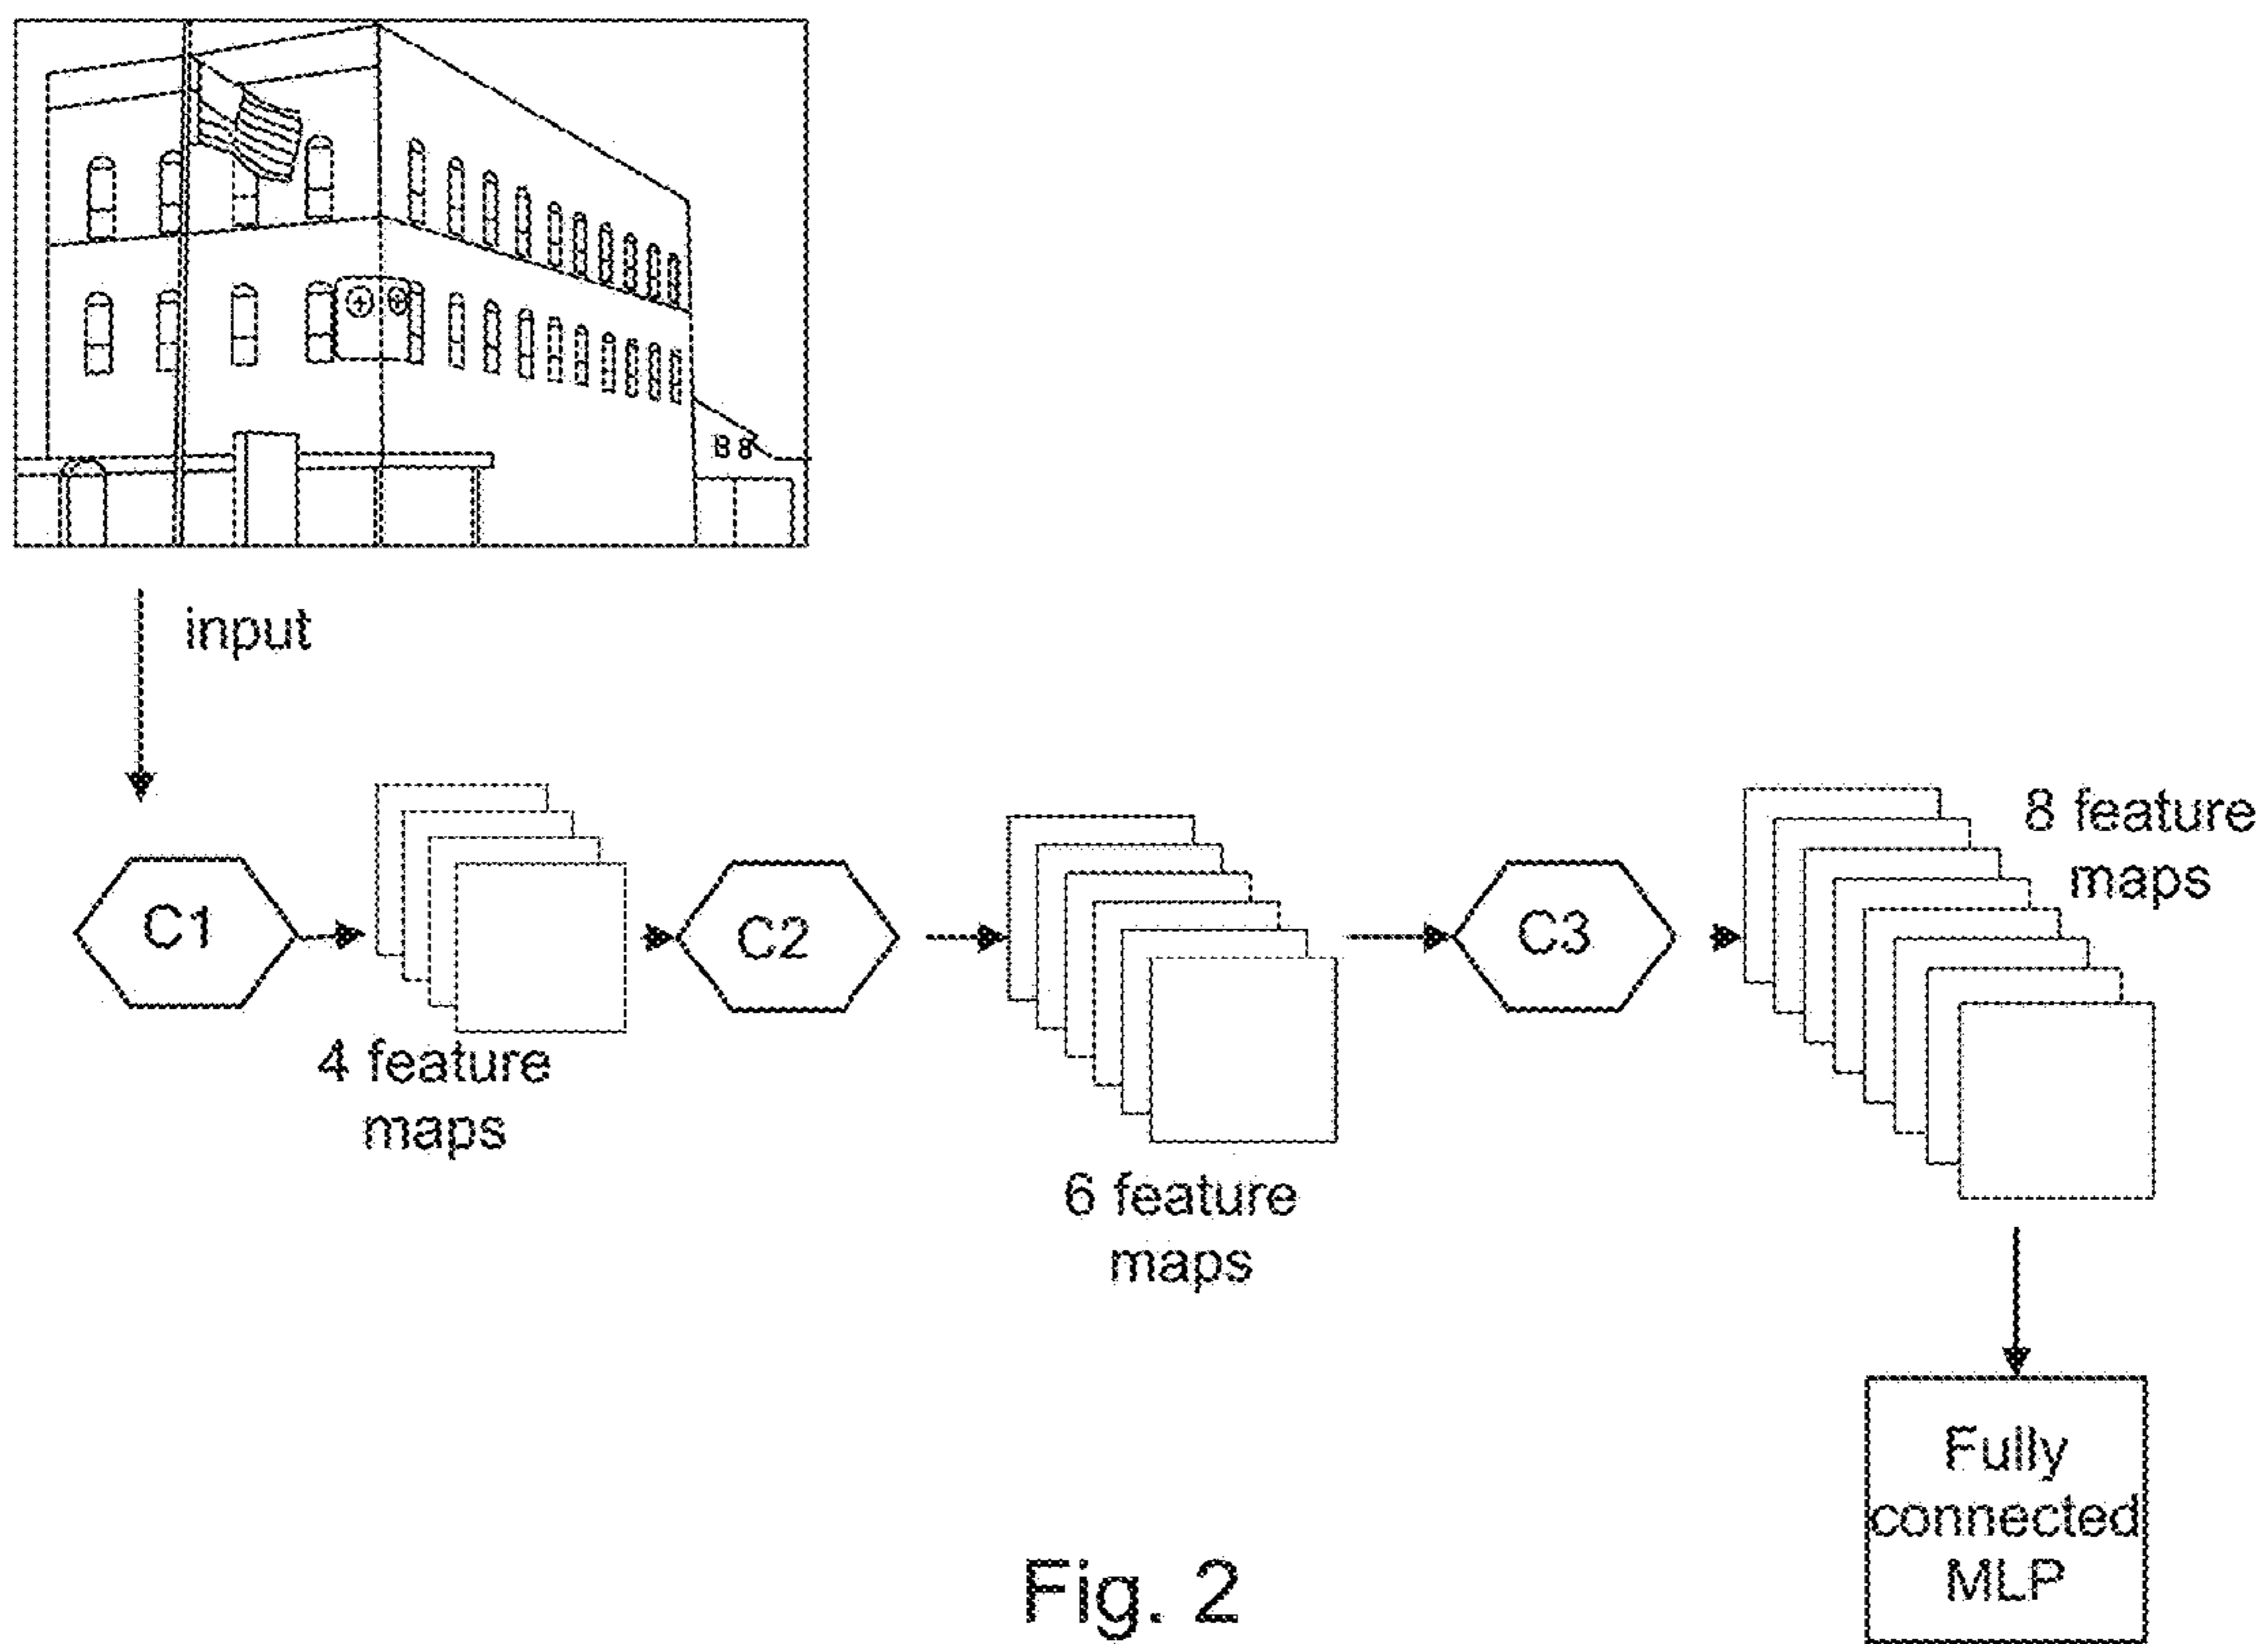 B8
input
C1
C2
C3
8 feature
maps
4 feature
maps
6 feature
maps
Fully
connected
MLP
Fig. 2